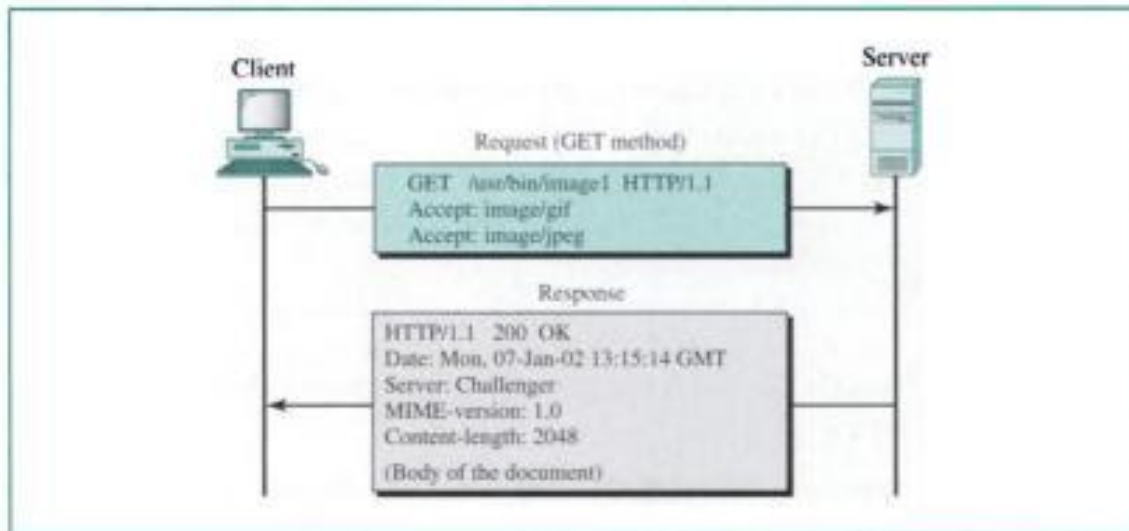 Client
Server
Request (GET method)
GET /usr/bin/image1 HTTP/1.1
Accept: image/gif
Accept: image/jpeg
Response
HTTP/1.1 200 OK
Date: Mon, 07-Jan-02 13:15:14 GMT
Server: Challenger
MIME-version: 1.0
Content-length: 2048
(Body of the document)